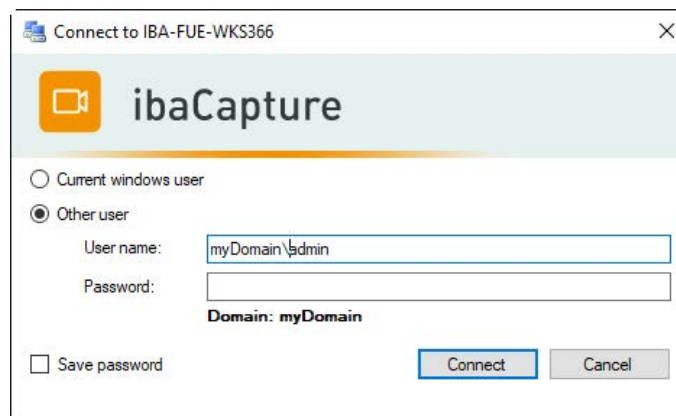 Connect to IBA-FUE-WKS366
ibaCapture
Current windows user
Other user
User name: myDomain\admin
Password:
Domain: myDomain
Save password Connect Cancel